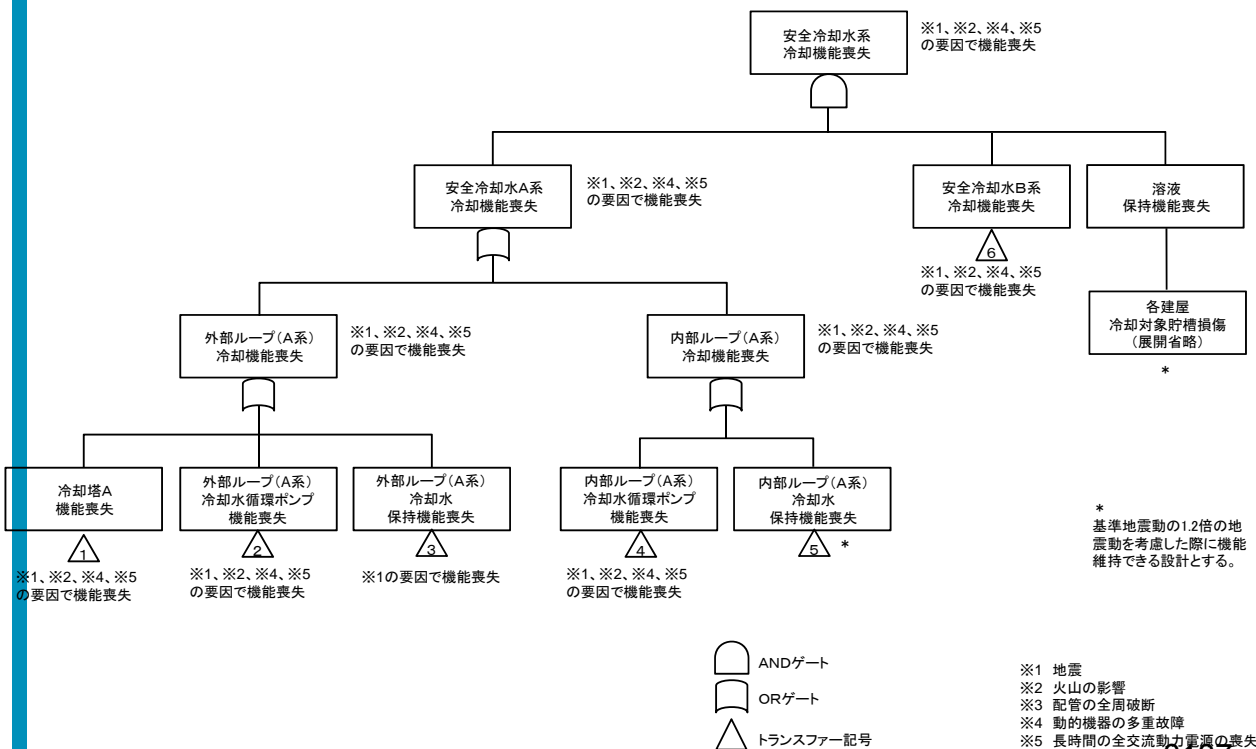 安全冷却水系
冷却機能喪失
※1、※2、※4、※5
の要因で機能喪失
安全冷却水A系
冷却機能喪失
※1、※2、※4、※5
の要因で機能喪失
安全冷却水B系
冷却機能喪失
6
※1、※2、※4、※5
の要因で機能喪失
溶液
保持機能喪失
各建屋
冷却対象貯槽損傷
(展開省略)
*
外部ループ(A系)
冷却機能喪失
※1、※2、※4、※5
の要因で機能喪失
内部ループ(A系)
冷却機能喪失
※1、※2、※4、※5
の要因で機能喪失
冷却塔A
機能喪失
1
※1、※2、※4、※5
の要因で機能喪失
外部ループ(A系)
冷却水循環ポンプ
機能喪失
2
※1、※2、※4、※5
の要因で機能喪失
外部ループ(A系)
冷却水
保持機能喪失
3
※1の要因で機能喪失
内部ループ(A系)
冷却水循環ポンプ
機能喪失
4
※1、※2、※4、※5
の要因で機能喪失
内部ループ(A系)
冷却水
保持機能喪失
5 *
*
基準地震動の1.2倍の地
震動を考慮した際に機能
維持できる設計とする。
ANDゲート
ORゲート
トランスファー記号
※1 地震
※2 火山の影響
※3 配管の全周破断
※4 動的機器の多重故障
※5 長時間の全交流動力電源の喪失